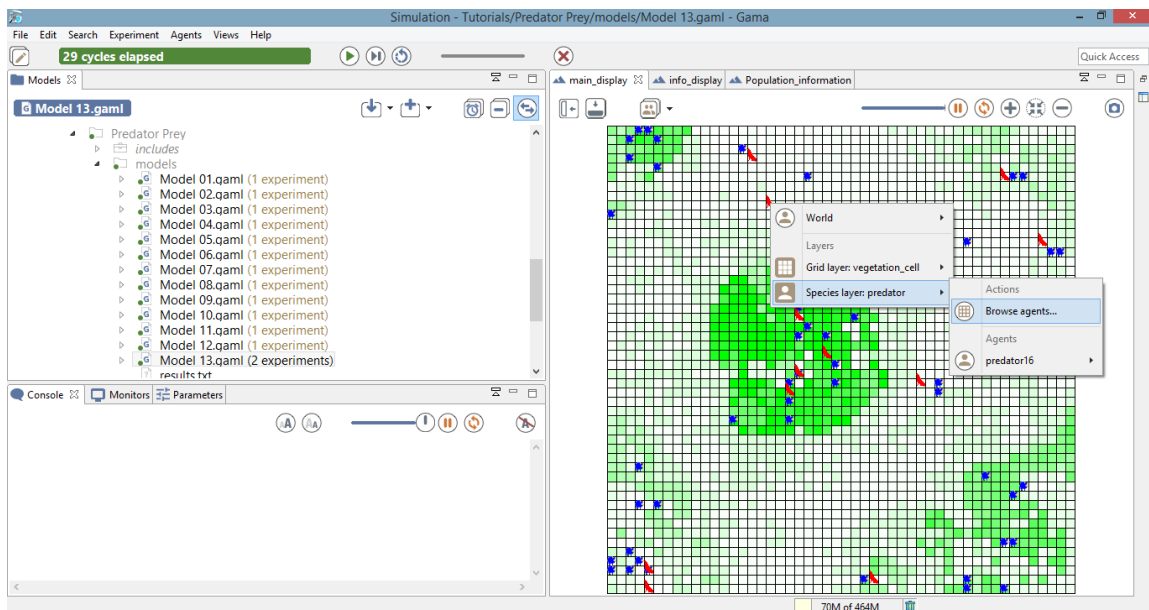 Simulation - Tutorials/Predator Prey/models/Model 13.gaml - Gama
File Edit Search Experiment Agents Views Help
29 cycles elapsed
Quick Access
Models
Model 13.gaml
Predator Prey
includes
models
Model 01.gaml (1 experiment)
Model 02.gaml (1 experiment)
Model 03.gaml (1 experiment)
Model 04.gaml (1 experiment)
Model 05.gaml (1 experiment)
Model 06.gaml (1 experiment)
Model 07.gaml (1 experiment)
Model 08.gaml (1 experiment)
Model 09.gaml (1 experiment)
Model 10.gaml (1 experiment)
Model 11.gaml (1 experiment)
Model 12.gaml (1 experiment)
Model 13.gaml (2 experiments)
results.txt
Console Monitors Parameters
main_display info_display Population_information
World
Layers
Grid layer: vegetation_cell
Species layer: predator
Actions
Browse agents...
Agents
predator16
70M of 464M